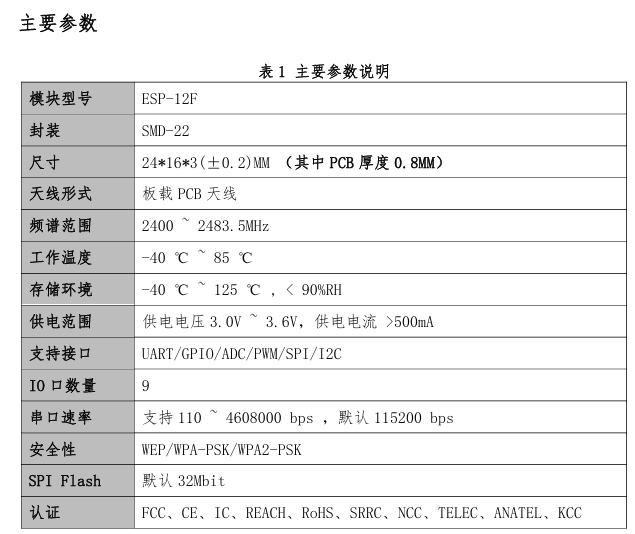 主要参数
表 1 主要参数说明
模块型号 ESP-12F
封装 SMD-22
尺寸 24*16*3(±0.2)MM （其中 PCB 厚度 0.8MM）
天线形式 板载 PCB 天线
频谱范围 2400 ~ 2483.5MHz
工作温度 -40 ℃ ~ 85 ℃
存储环境 -40 ℃ ~ 125 ℃ , < 90%RH
供电范围 供电电压 3.0V ~ 3.6V，供电电流 >500mA
支持接口 UART/GPIO/ADC/PWM/SPI/I2C
IO 口数量 9
串口速率 支持 110 ~ 4608000 bps ，默认 115200 bps
安全性 WEP/WPA-PSK/WPA2-PSK
SPI Flash 默认 32Mbit
认证 FCC、CE、IC、REACH、RoHS、SRRC、NCC、TELEC、ANATEL、KCC